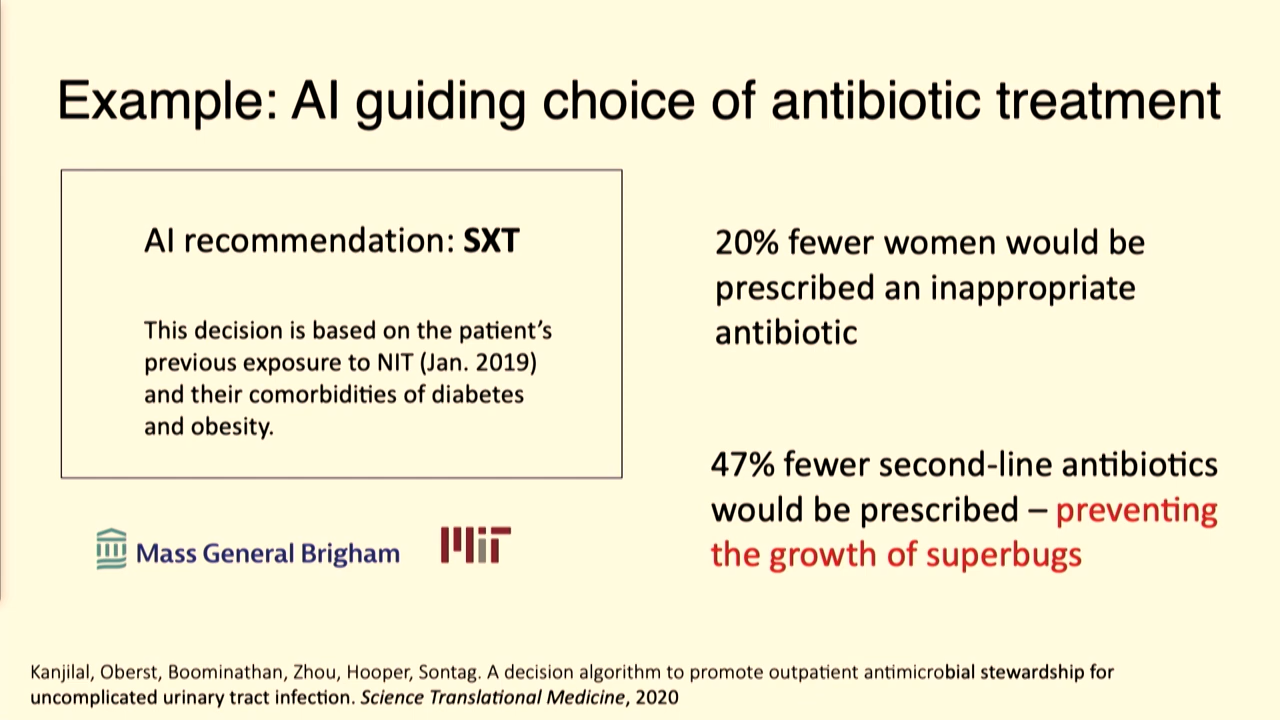 Example: AI guiding choice of antibiotic treatment
AI recommendation: SXT
This decision is based on the patient’s
previous exposure to NIT (Jan. 2019)
and their comorbidities of diabetes
and obesity.
Mass General Brigham
MIT
20% fewer women would be
prescribed an inappropriate
antibiotic
47% fewer second-line antibiotics
would be prescribed – preventing
the growth of superbugs
Kanjilal, Oberst, Boominathan, Zhou, Hooper, Sontag. A decision algorithm to promote outpatient antimicrobial stewardship for
uncomplicated urinary tract infection. Science Translational Medicine, 2020